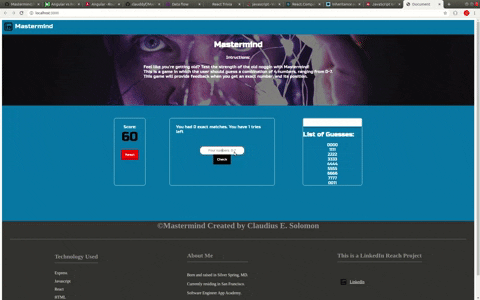 localhost:3000
Mastermind
Mastermind
Instructions:
Feel like you're getting old? Test the strength of the old noggin with Mastermind!
This is a game in which the user should guess a combination of 4 numbers, ranging from 0-7.
This game will provide feedback when you get an exact number, and its position.
Score
60
Reset
You had 0 exact matches. You have 1 tries
left
Check
List of Guesses:
0000
1111
2222
3333
4444
5555
6666
7777
0011
©Mastermind Created by Claudius E. Solomon
Technology Used
Express
Javascript
React
HTML
About Me
Born and raised in Silver Spring, MD.
Currently residing in San Francisco
Software Engineer App Academy.
This is a LinkedIn Reach Project
LinkedIn